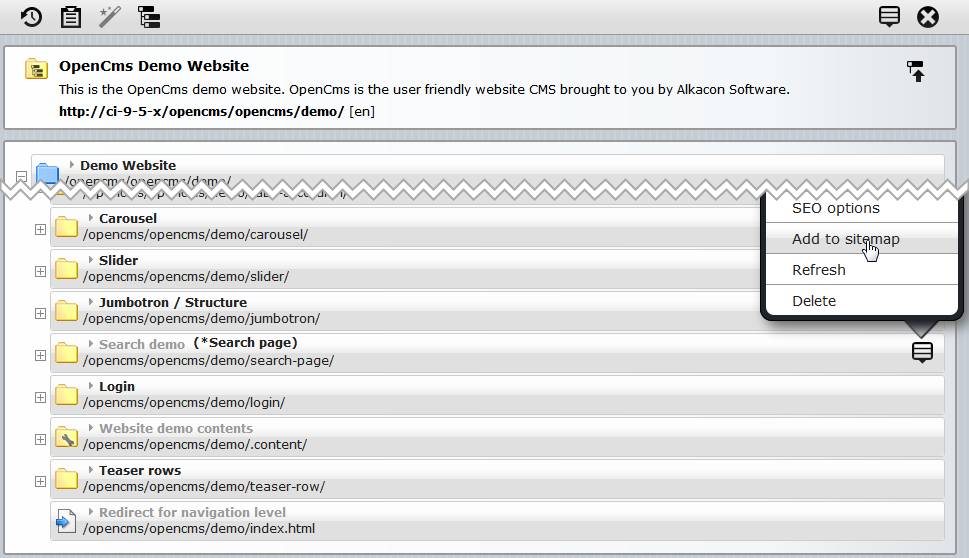 OpenCms Demo Website
This is the OpenCms demo website. OpenCms is the user friendly website CMS brought to you by Alkacon Software.
http://ci-9-5-x/opencms/opencms/demo/ [en]
Demo Website
/opencms/opencms/demo/
SEO options
Carousel
/opencms/opencms/demo/carousel/
Add to sitemap
Slider
/opencms/opencms/demo/slider/
Refresh
Jumbotron / Structure
/opencms/opencms/demo/jumbotron/
Delete
Search demo (*Search page)
/opencms/opencms/demo/search-page/
Login
/opencms/opencms/demo/login/
Website demo contents
/opencms/opencms/demo/.content/
Teaser rows
/opencms/opencms/demo/teaser-row/
Redirect for navigation level
/opencms/opencms/demo/index.html